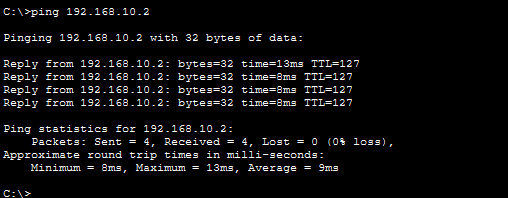 C:\>ping 192.168.10.2
Pinging 192.168.10.2 with 32 bytes of data:
Reply from 192.168.10.2: bytes=32 time=13ms TTL=127
Reply from 192.168.10.2: bytes=32 time=8ms TTL=127
Reply from 192.168.10.2: bytes=32 time=8ms TTL=127
Reply from 192.168.10.2: bytes=32 time=8ms TTL=127
Ping statistics for 192.168.10.2:
    Packets: Sent = 4, Received = 4, Lost = 0 (0% loss),
Approximate round trip times in milli-seconds:
    Minimum = 8ms, Maximum = 13ms, Average = 9ms
C:\>